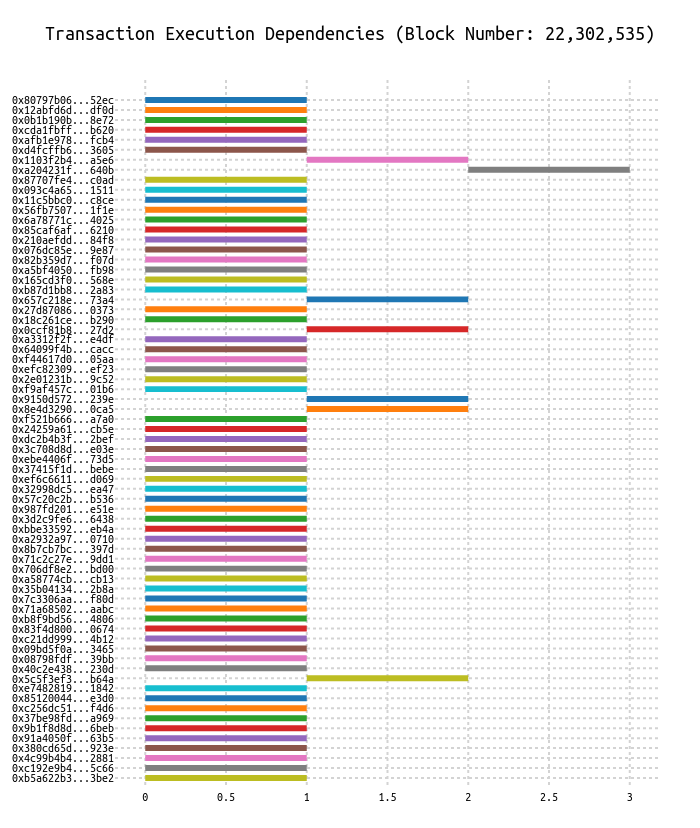 Transaction Execution Dependencies (Block Number: 22,302,535)
0x80797b06...52ec
0x12abfd6d...df0d
0x0b1b190b...8e72
0xcda1fbff...b620
0xafb1e978...fcb4
0xd4fcffb6...3605
0x1103f2b4...a5e6
0xa204231f...640b
0x87707fe4...c0ad
0x093c4a65...1511
0x11c5bbc0...c8ce
0x56fb7507...1f1e
0x6a78771c...4025
0x85caf6af...6210
0x210aefdd...84f8
0x076dc85e...9e87
0x82b359d7...f07d
0xa5bf4050...fb98
0x165cd3f0...568e
0xb87d1bb8...2a83
0x657c218e...73a4
0x27d87086...0373
0x18c261ce...b290
0x0ccf81b8...27d2
0xa3312f2f...e4df
0x64099f4b...cacc
0xf44617d0...05aa
0xefc82309...ef23
0x2e01231b...9c52
0xf9af457c...01b6
0x9150d572...239e
0x8e4d3290...0ca5
0xf521b666...a7a0
0x24259a61...cb5e
0xdc2b4b3f...2bef
0x3c708d8d...e03e
0xebe4406f...73d5
0x37415f1d...bebe
0xef6c6611...d069
0x32998dc5...ea47
0x57c20c2b...b536
0x987fd201...e51e
0x3d2c9fe6...6438
0xbbe33592...eb4a
0xa2932a97...0710
0x8b7cb7bc...397d
0x71c2c27e...9dd1
0x706df8e2...bd00
0xa58774cb...cb13
0x35b04134...2b8a
0x7c3306aa...f80d
0x71a68502...aabc
0xb8f9bd56...4806
0x83f4d800...0674
0xc21dd999...4b12
0x09bd5f0a...3465
0x08798fdf...39bb
0x40c2e438...230d
0x5c5f3ef3...b64a
0xe7482819...1842
0x85120044...e3d0
0xc256dc51...f4d6
0x37be98fd...a969
0x9b1f8d8d...6beb
0x91a4050f...63b5
0x380cd65d...923e
0x4c99b4b4...2881
0xc192e9b4...5c66
0xb5a622b3...3be2
0 0.5 1 1.5 2 2.5 3